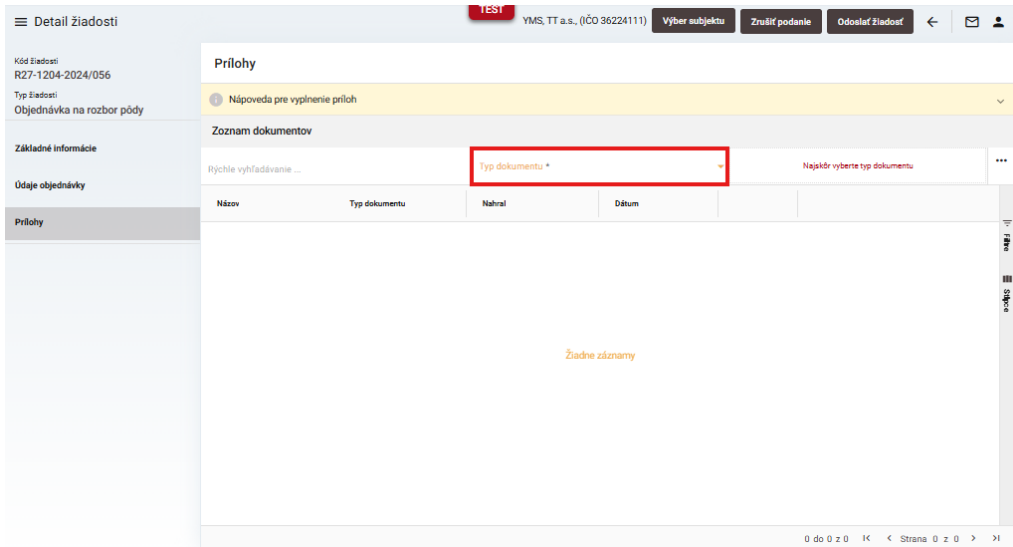 TEST
Detail žiadosti
YMS, TT a.s., (IČO 36224111)
Výber subjektu
Zrušiť podanie
Odoslať žiadosť
Kód žiadosti
R27-1204-2024/056
Typ žiadosti
Objednávka na rozbor pôdy
Základné informácie
Údaje objednávky
Prílohy
Prílohy
Nápoveda pre vyplnenie príloh
Zoznam dokumentov
Rýchle vyhľadávanie ...
Typ dokumentu *
Najskôr vyberte typ dokumentu
Názov
Typ dokumentu
Nahral
Dátum
Filtre
Stĺpce
Žiadne záznamy
0 do 0 z 0
Strana 0 z 0